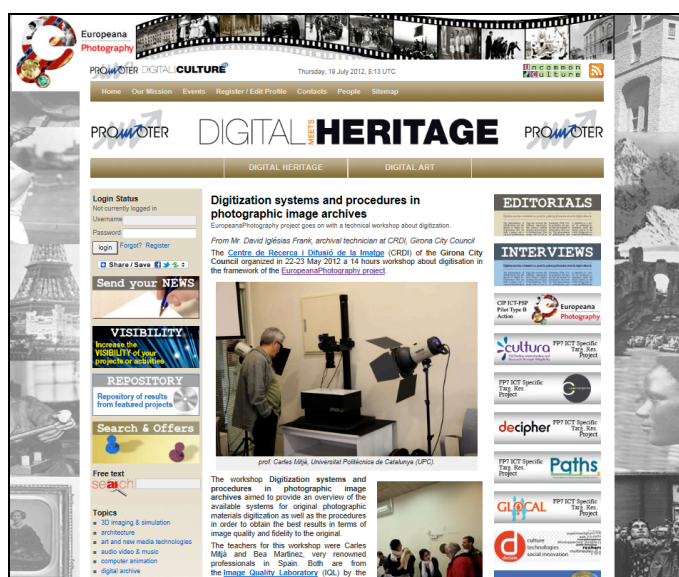 Europeana
Photography
PROMOTER DIGITAL CULTURE
Thursday, 19 July 2012, 8:13 UTC
Uncommon
Culture
Home Our Mission Events Register / Edit Profile Contacts People Sitemap
PROMOTER
DIGITAL MEETS HERITAGE
PROMOTER
DIGITAL HERITAGE DIGITAL ART
Login Status
Not currently logged in
Username
Password
login Forgot? Register
Share / Save
Send your NEWS
VISIBILITY
Increase the
VISIBILITY of your
projects or activities
REPOSITORY
Repository of results
from featured projects
Search & Offers
Free text
search!
Topics
3D imaging & simulation
architecture
art and new media technologies
audio video & music
computer animation
digital archive
Digitization systems and procedures in
photographic image archives
EuropeanaPhotography project goes on with a technical workshop about digitization.
From Mr. David Iglésias Frank, archival technician at CRDI, Girona City Council
The Centre de Recerca i Difusió de la Imatge (CRDI) of the Girona City
Council organized in 22-23 May 2012 a 14 hours workshop about digitisation in
the framework of the EuropeanaPhotography project.
prof. Carles Mitjà, Universitat Politècnica de Catalunya (UPC).
The workshop Digitization systems and
procedures in photographic image
archives aimed to provide an overview of the
available systems for original photographic
materials digitization as well as the procedures
in order to obtain the best results in terms of
image quality and fidelity to the original.
The teachers for this workshop were Carles
Mitjà and Bea Martinez, very renowned
professionals in Spain. Both are from
the Image Quality Laboratory (IQL) by the
EDITORIALS
INTERVIEWS
CIP ICT-PSP
Pilot Type B
Action
Europeana
Photography
cultura
FP7 ICT Specific
Targ. Res.
Project
FP7 ICT Specific
Targ. Res.
Project
decipher
FP7 ICT Specific
Targ. Res.
Project
FP7 ICT Specific
Targ. Res.
Project
Paths
GLOCAL
FP7 ICT Specific
Targ. Res.
Project
culture
technologies
social innovation